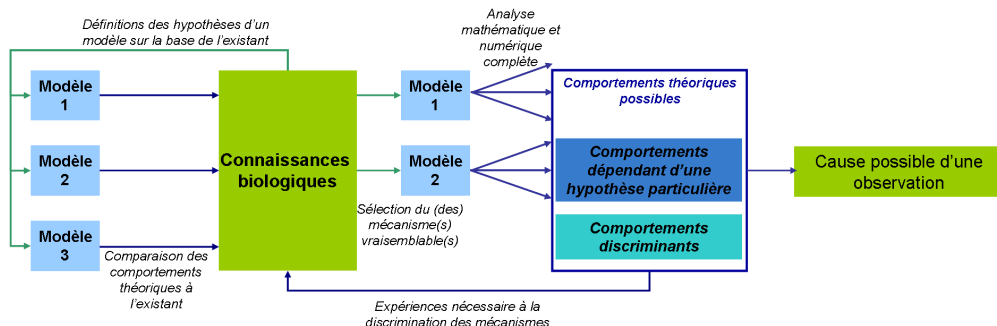 Définitions des hypothèses d’un
modèle sur la base de l’existant
Modèle
1
Modèle
2
Modèle
3
Comparaison des
comportements
théoriques à
l’existant
Connaissances
biologiques
Modèle
1
Modèle
2
Sélection du (des)
mécanisme(s)
vraisemblable(s)
Analyse
mathématique et
numérique
complète
Comportements théoriques
possibles
Comportements
dépendant d’une
hypothèse particulière
Comportements
discriminants
Cause possible d’une
observation
Expériences nécessaire à la
discrimination des mécanismes